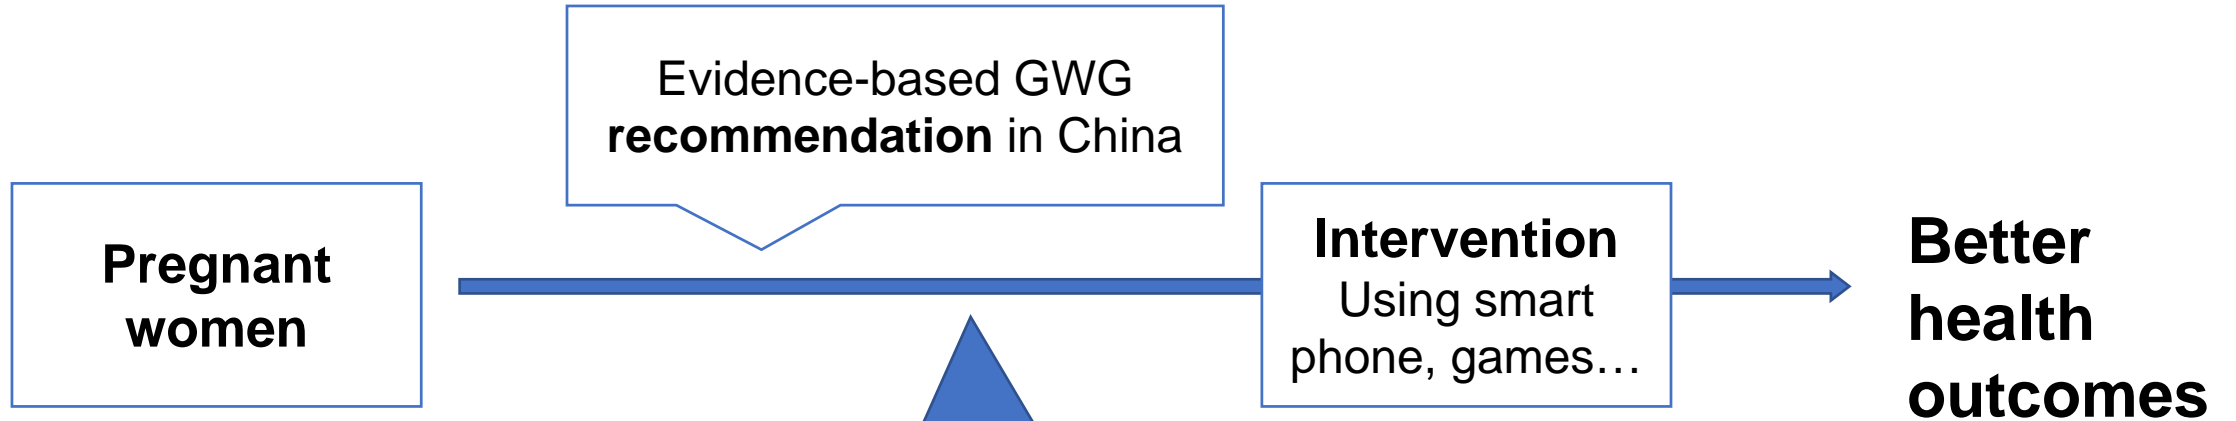 Evidence-based GWG
recommendation in China
Pregnant
women
Intervention
Using smart
phone, games…
Better
health
outcomes